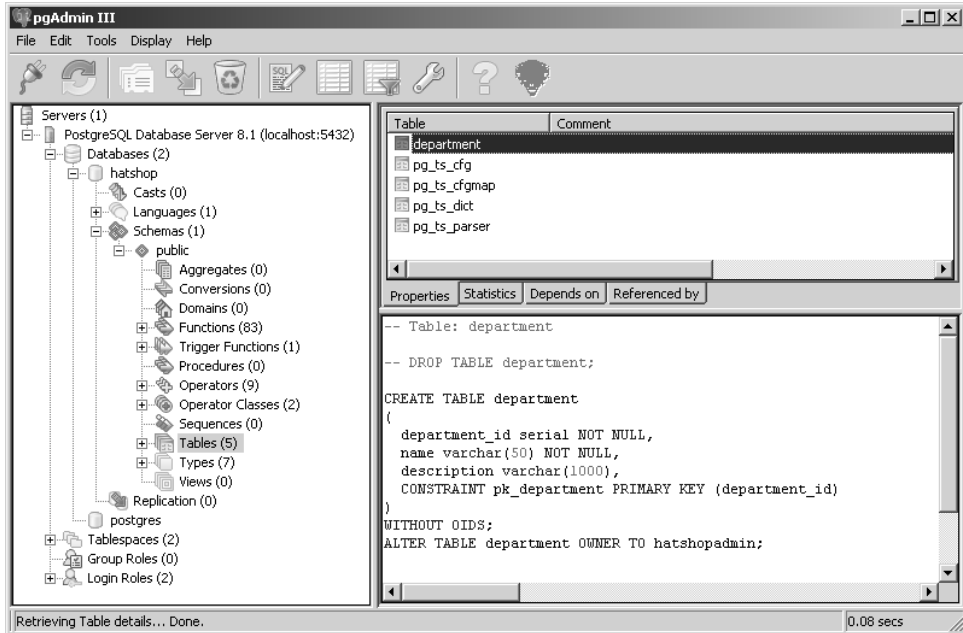 pgAdmin III
File Edit Tools Display Help
SQL
Servers (1)
PostgreSQL Database Server 8.1 (localhost:5432)
Databases (2)
hatshop
Casts (0)
Languages (1)
Schemas (1)
public
Aggregates (0)
Conversions (0)
Domains (0)
Functions (83)
Trigger Functions (1)
Procedures (0)
Operators (9)
Operator Classes (2)
Sequences (0)
Tables (5)
Types (7)
Views (0)
Replication (0)
postgres
Tablespaces (2)
Group Roles (0)
Login Roles (2)
Table Comment
department
pg_ts_cfg
pg_ts_cfgmap
pg_ts_dict
pg_ts_parser
Properties Statistics Depends on Referenced by
-- Table: department
-- DROP TABLE department;
CREATE TABLE department
(
department_id serial NOT NULL,
name varchar(50) NOT NULL,
description varchar(1000),
CONSTRAINT pk_department PRIMARY KEY (department_id)
)
WITHOUT OIDS;
ALTER TABLE department OWNER TO hatshopadmin;
Retrieving Table details... Done. 0.08 secs